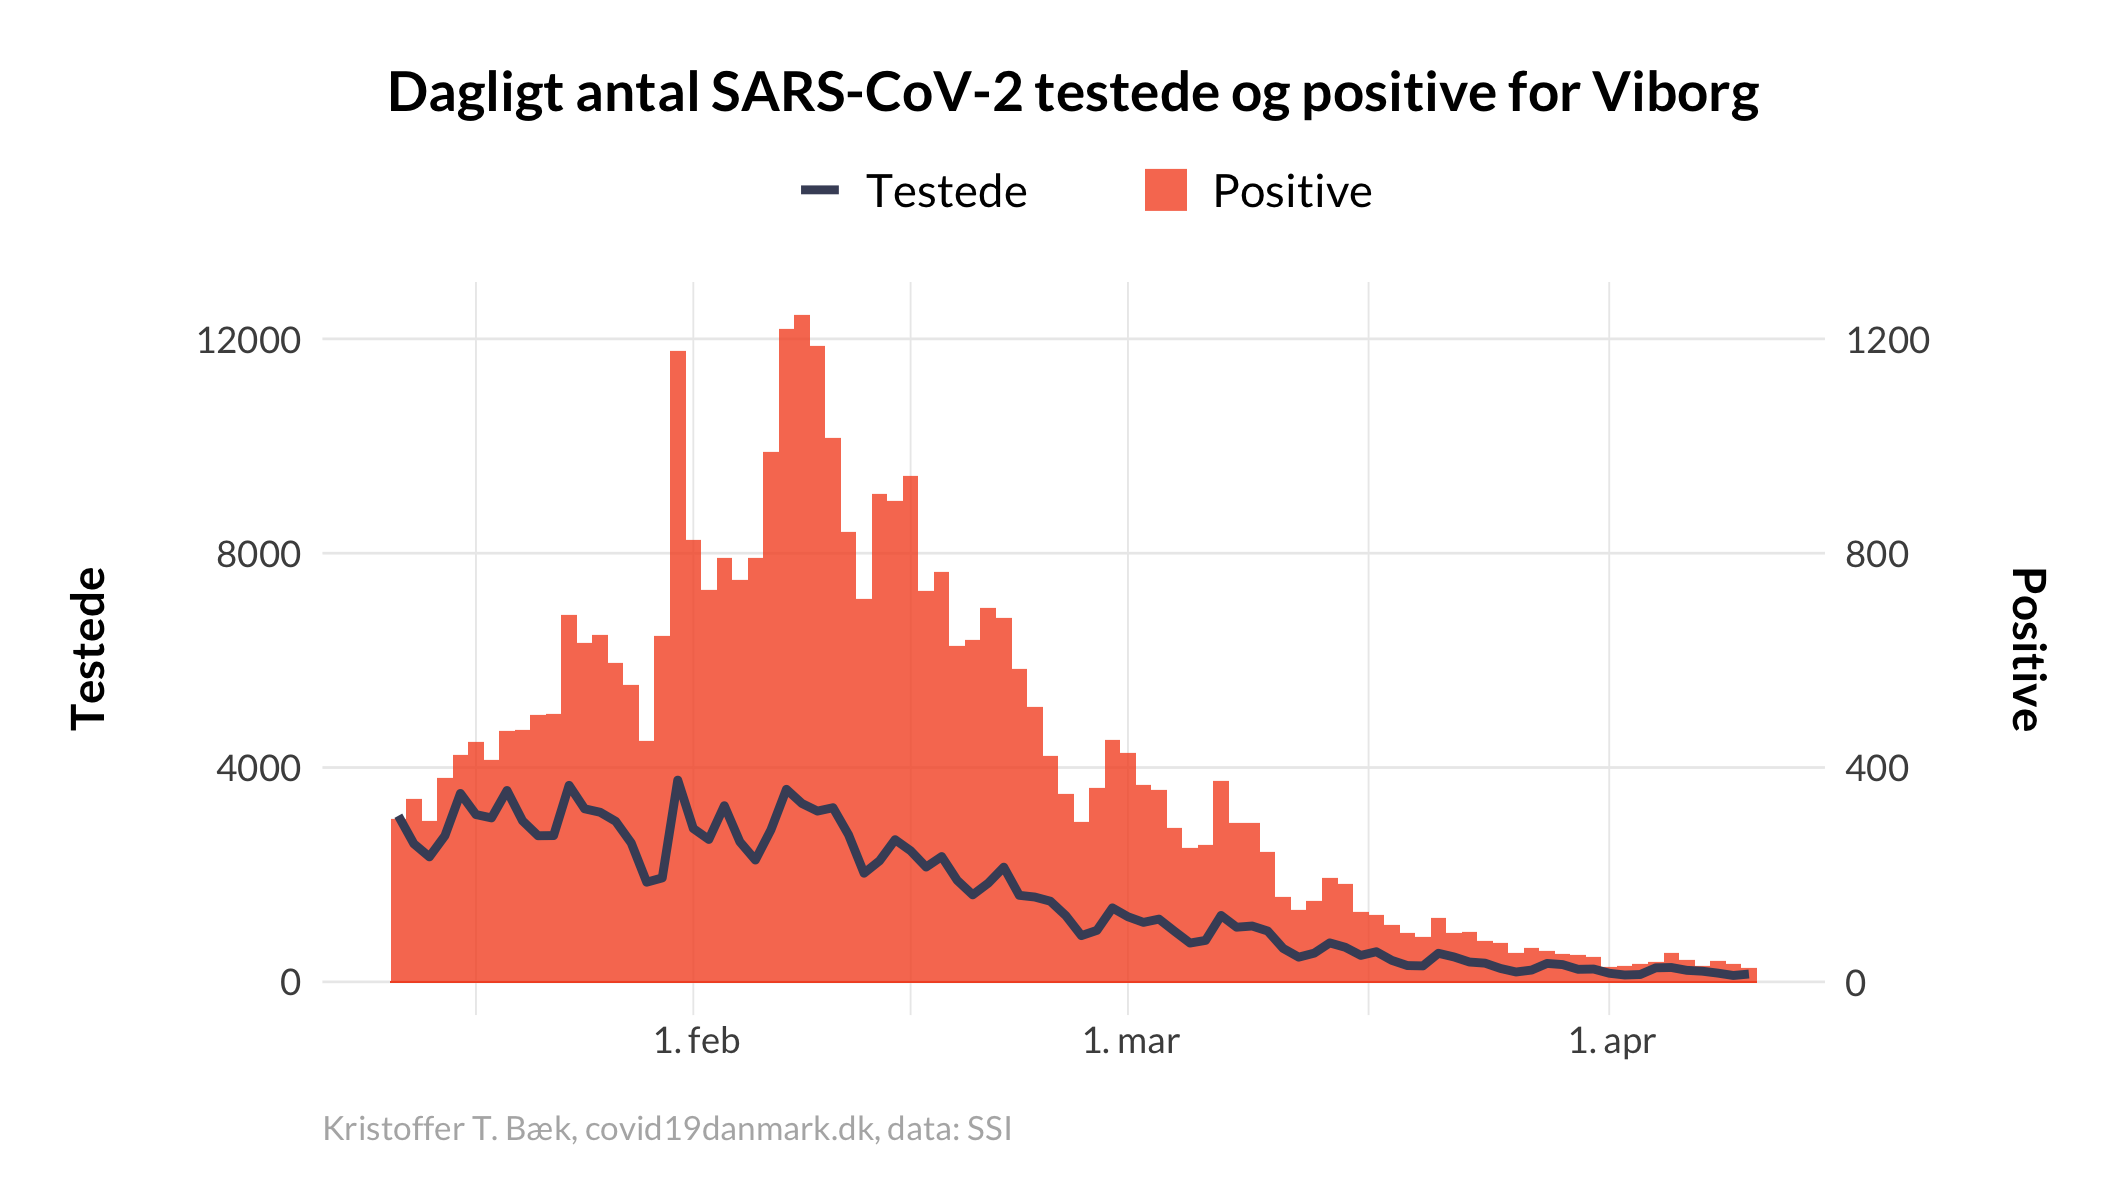 Dagligt antal SARS-CoV-2 testede og positive for Viborg
Testede Positive
12000 1200
8000 800
4000 400
0 0
Testede
Positive
1. feb 1. mar 1. apr
Kristoffer T. Bæk, covid19danmark.dk, data: SSI